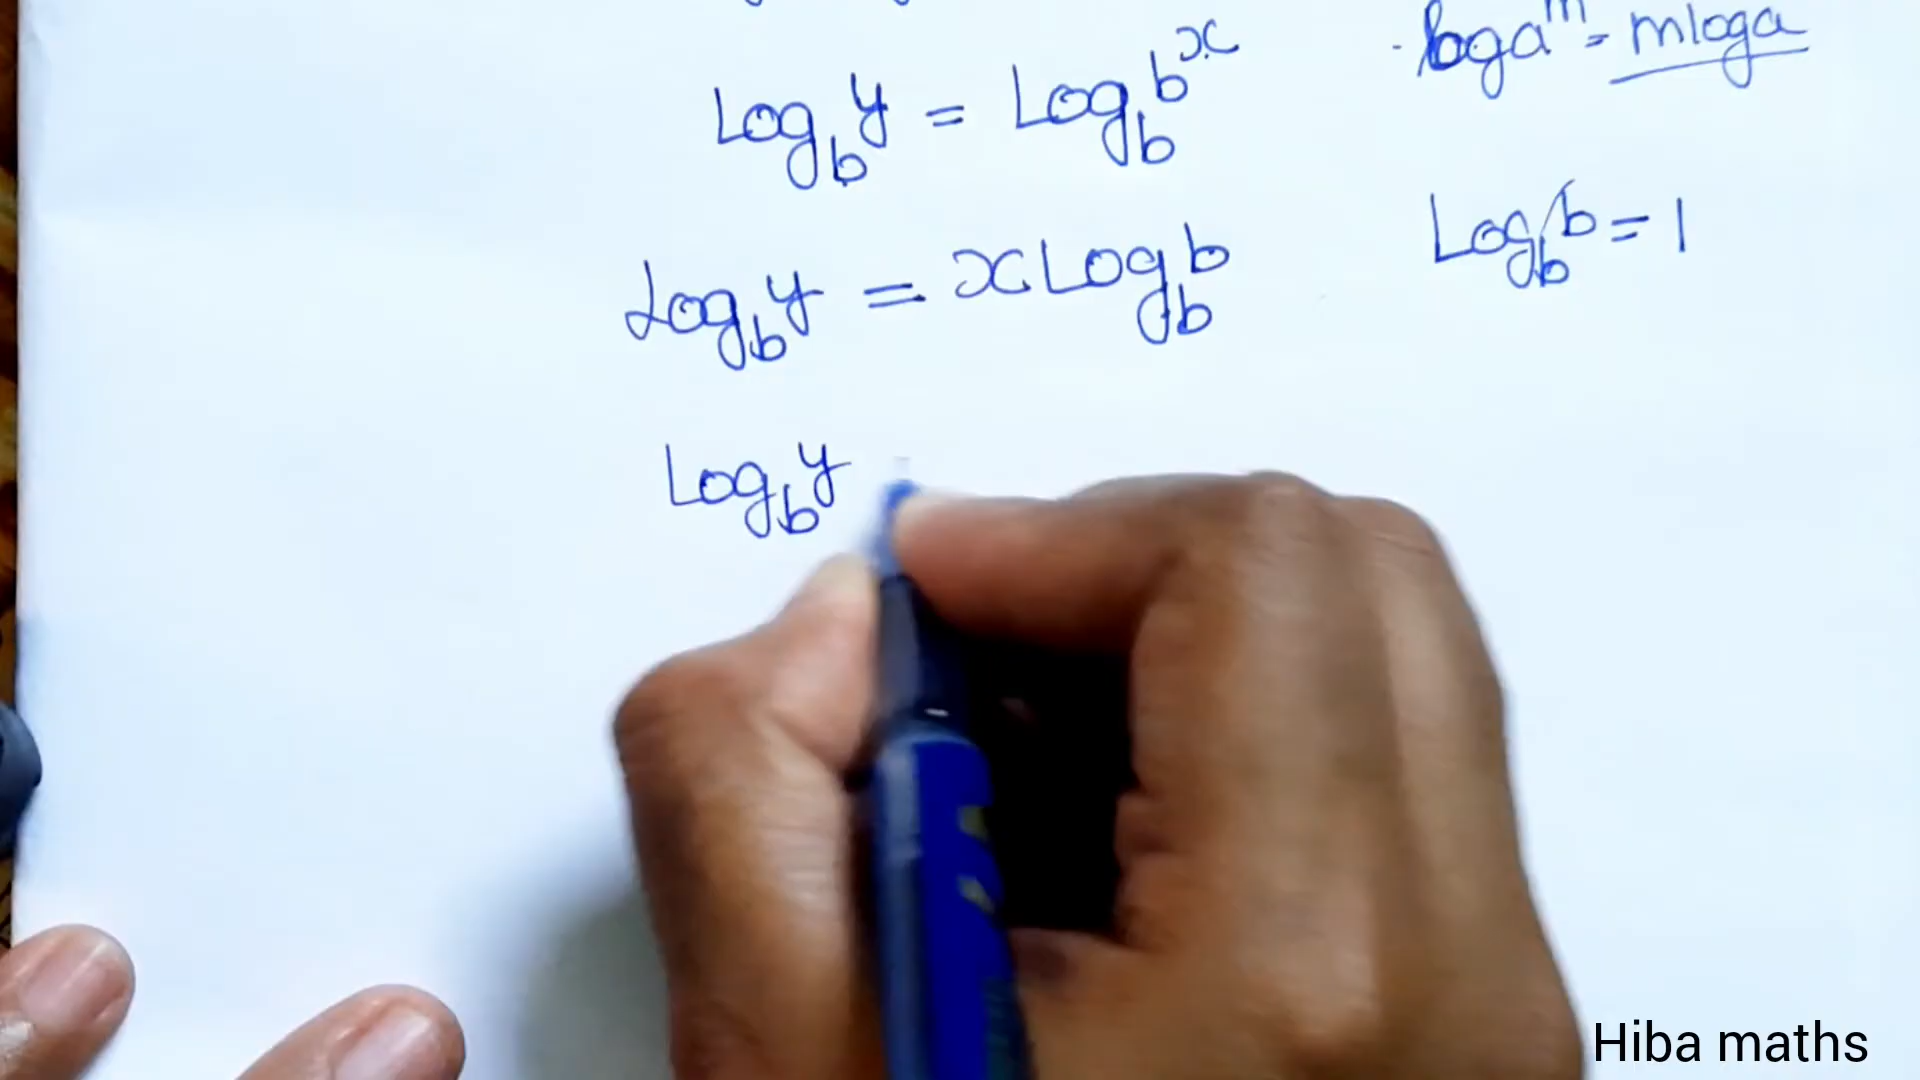 log a^m = m log a
Log_b y = Log_b b^x
Log_b b = 1
Log_b y = x Log_b b
Log_b y
Hiba maths